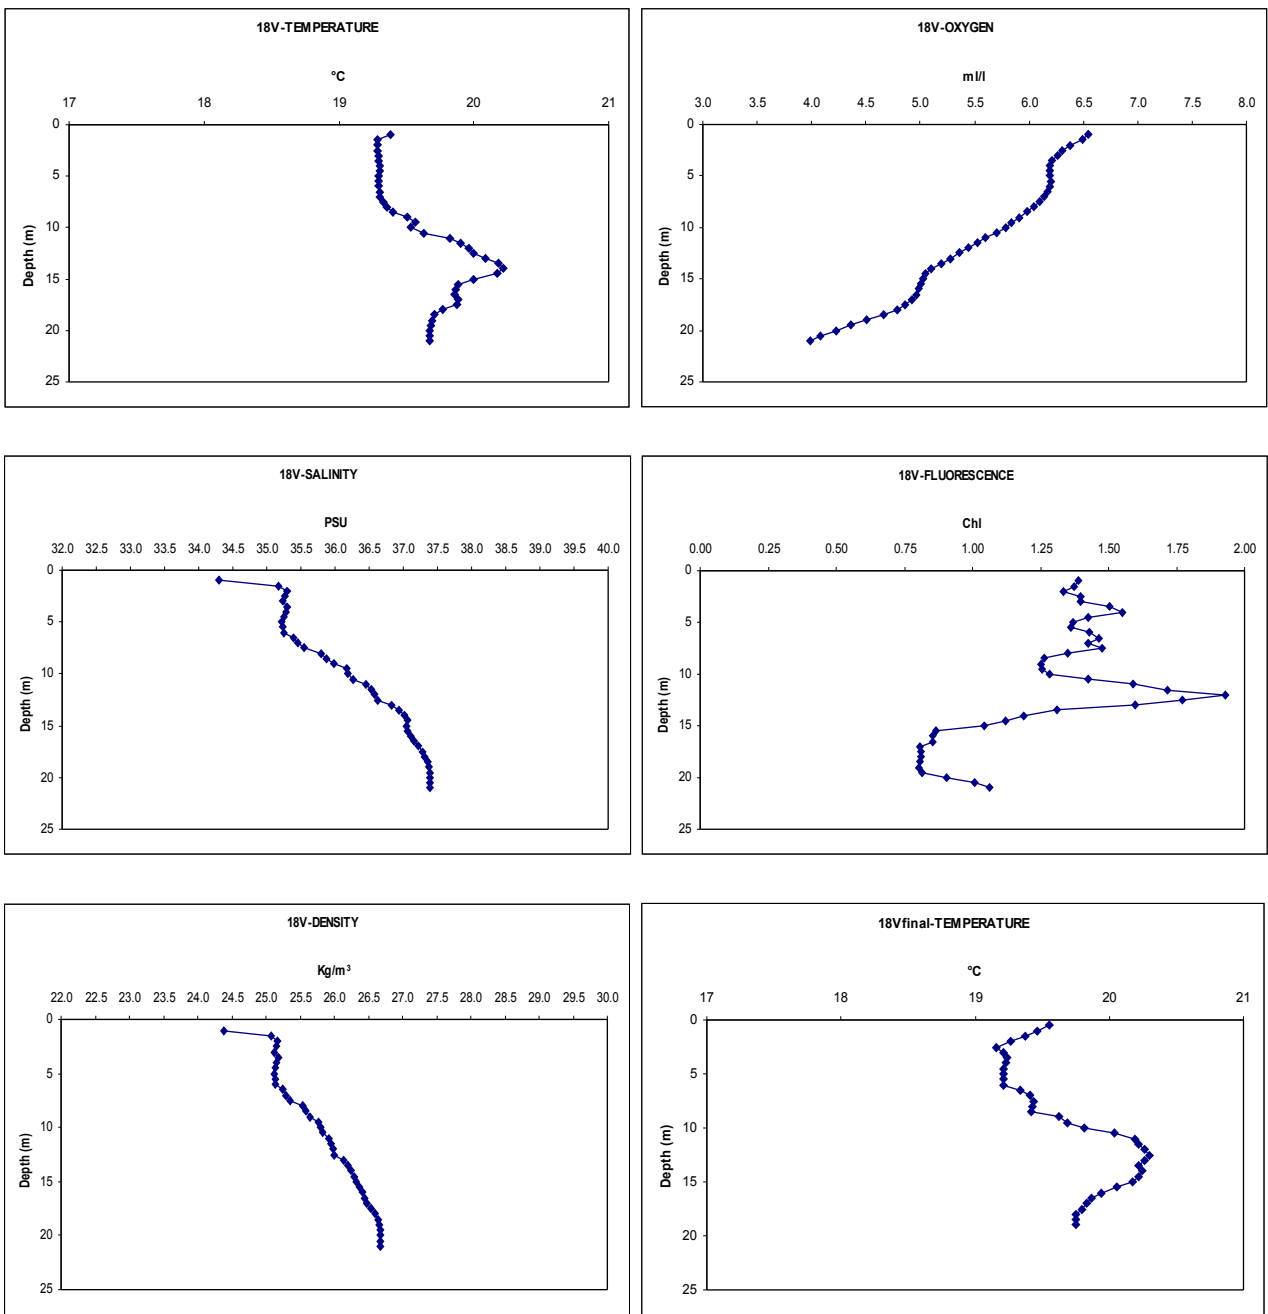 18V-TEMPERATURE
°C
17 18 19 20 21
0
5
10
15
20
25
Depth (m)
18V-OXYGEN
ml/l
3.0 3.5 4.0 4.5 5.0 5.5 6.0 6.5 7.0 7.5 8.0
0
5
10
15
20
25
Depth (m)
18V-SALINITY
PSU
32.0 32.5 33.0 33.5 34.0 34.5 35.0 35.5 36.0 36.5 37.0 37.5 38.0 38.5 39.0 39.5 40.0
0
5
10
15
20
25
Depth (m)
18V-FLUORESCENCE
Chl
0.00 0.25 0.50 0.75 1.00 1.25 1.50 1.75 2.00
0
5
10
15
20
25
Depth (m)
18V-DENSITY
Kg/m³
22.0 22.5 23.0 23.5 24.0 24.5 25.0 25.5 26.0 26.5 27.0 27.5 28.0 28.5 29.0 29.5 30.0
0
5
10
15
20
25
Depth (m)
18Vfinal-TEMPERATURE
°C
17 18 19 20 21
0
5
10
15
20
25
Depth (m)